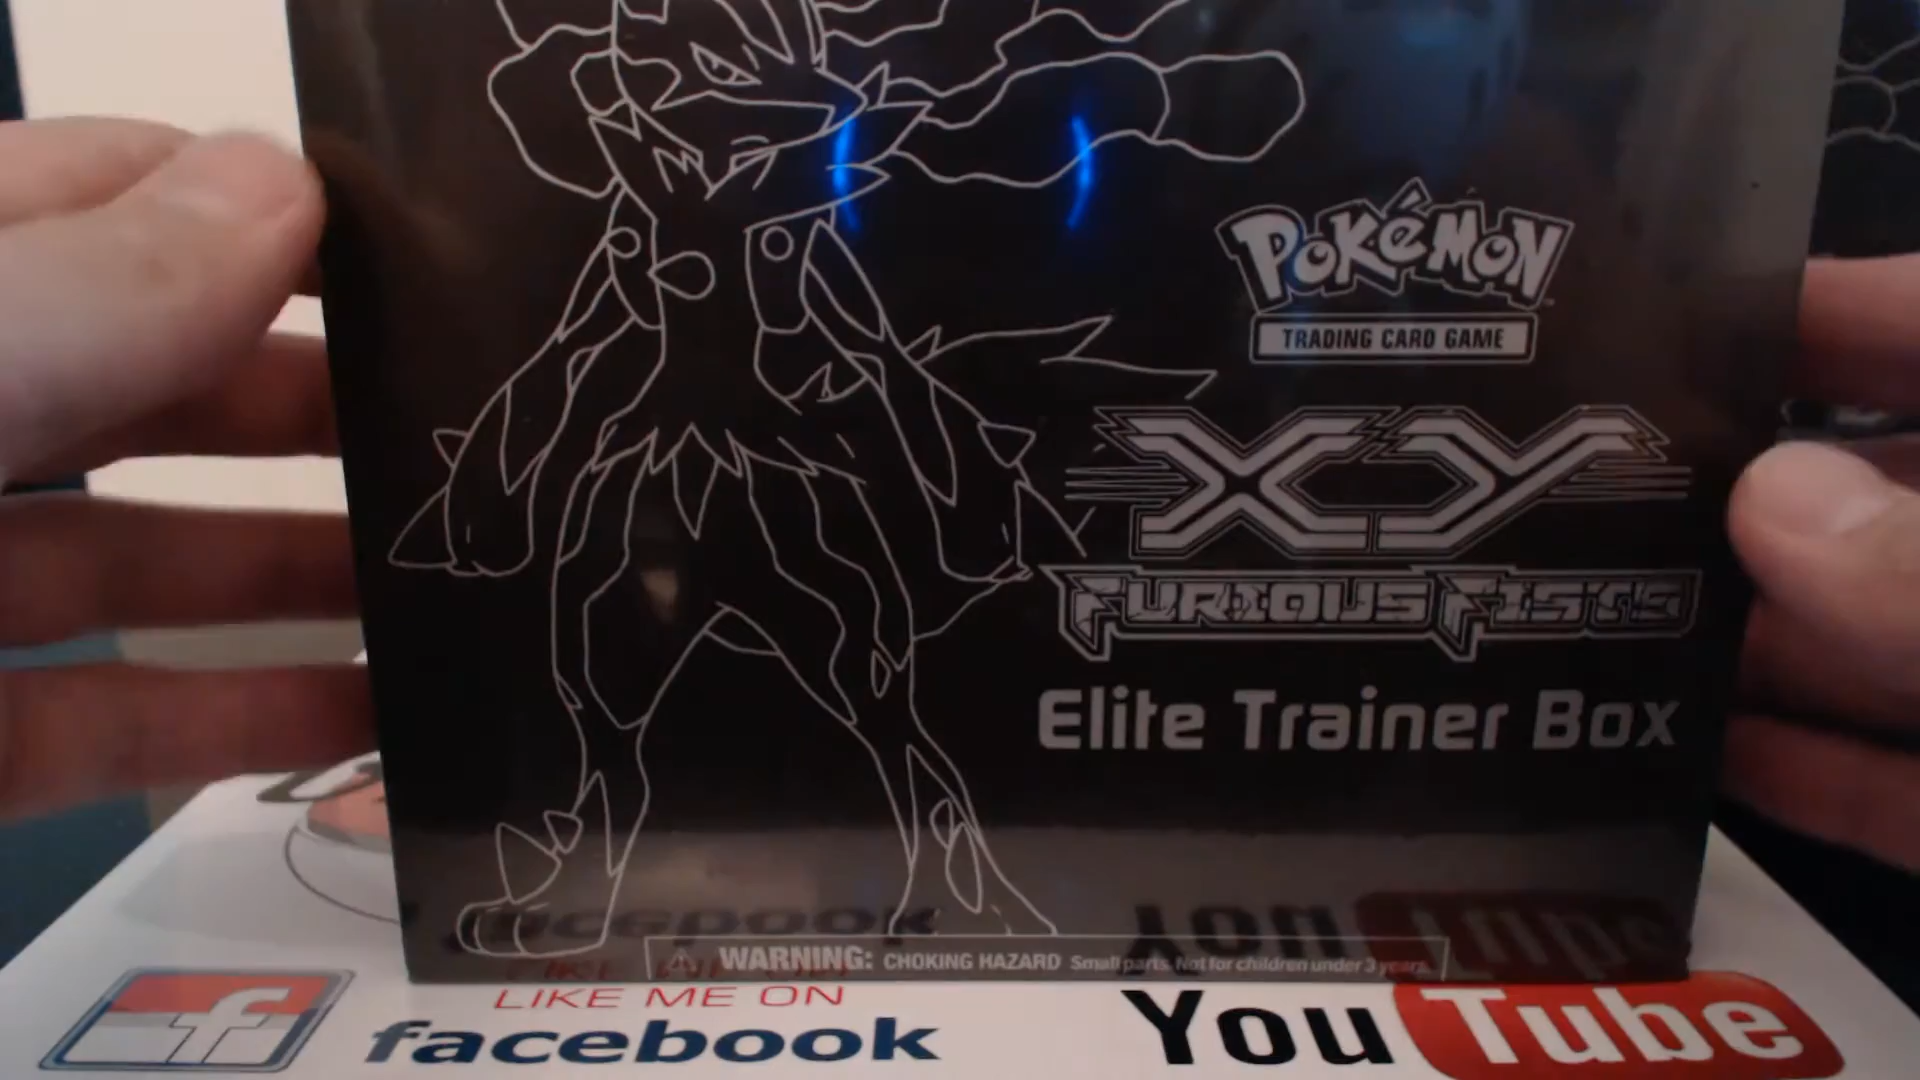 POKéMON
TRADING CARD GAME
XY
FURIOUS FISTS
Elite Trainer Box
WARNING: CHOKING HAZARD Small parts. Not for children under 3 years.
LIKE ME ON
facebook
YouTube